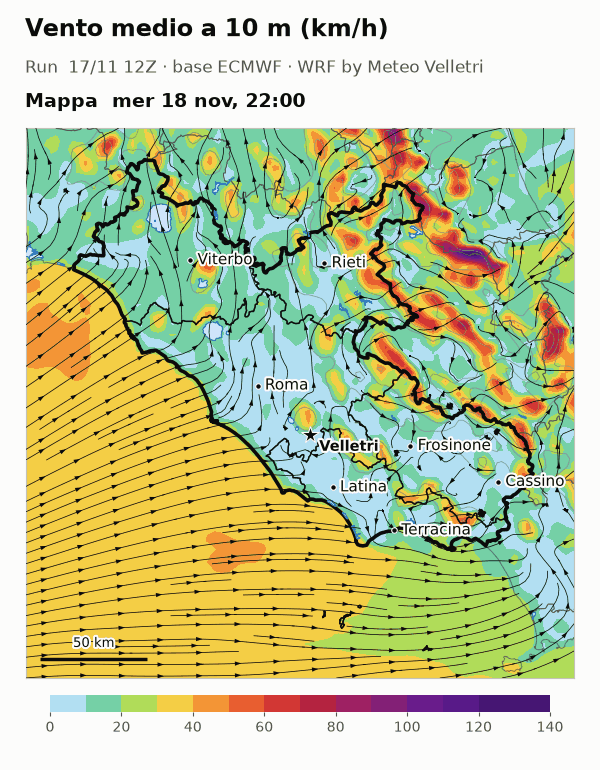 Vento medio a 10 m (km/h)
Run  17/11 12Z · base ECMWF · WRF by Meteo Velletri
Mappa  mer 18 nov, 22:00
Viterbo
Rieti
Roma
Velletri
Frosinone
Latina
Cassino
Terracina
50 km
0 20 40 60 80 100 120 140